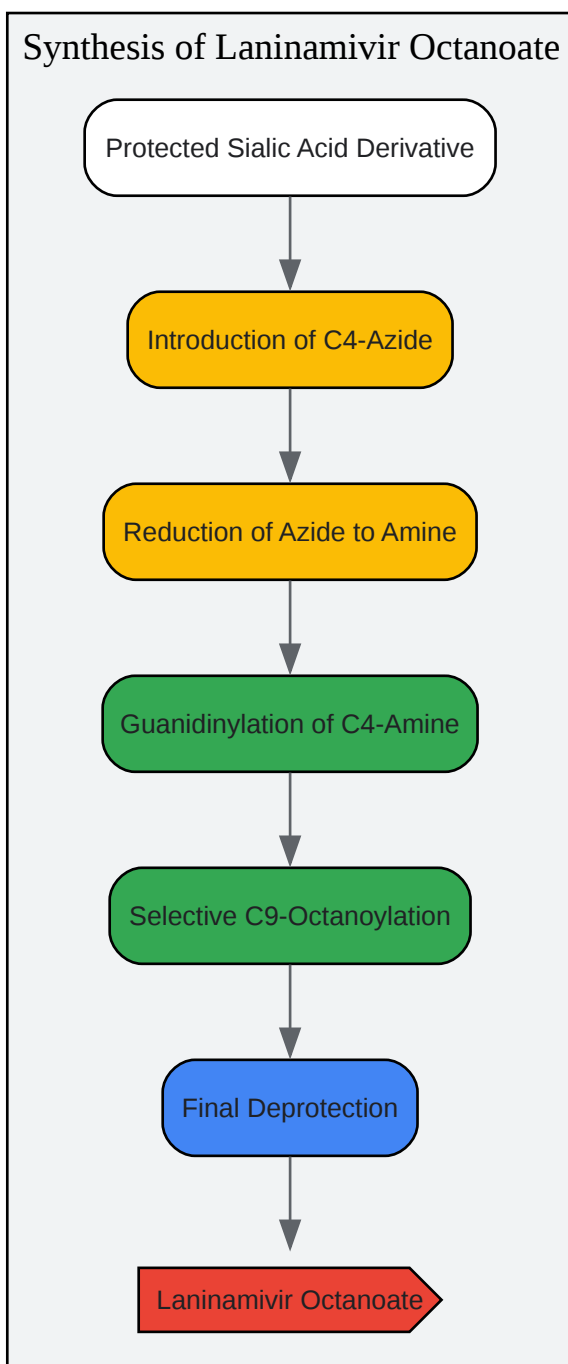 Synthesis of Laninamivir Octanoate
Protected Sialic Acid Derivative
Introduction of C4-Azide
Reduction of Azide to Amine
Guanidinylation of C4-Amine
Selective C9-Octanoylation
Final Deprotection
Laninamivir Octanoate